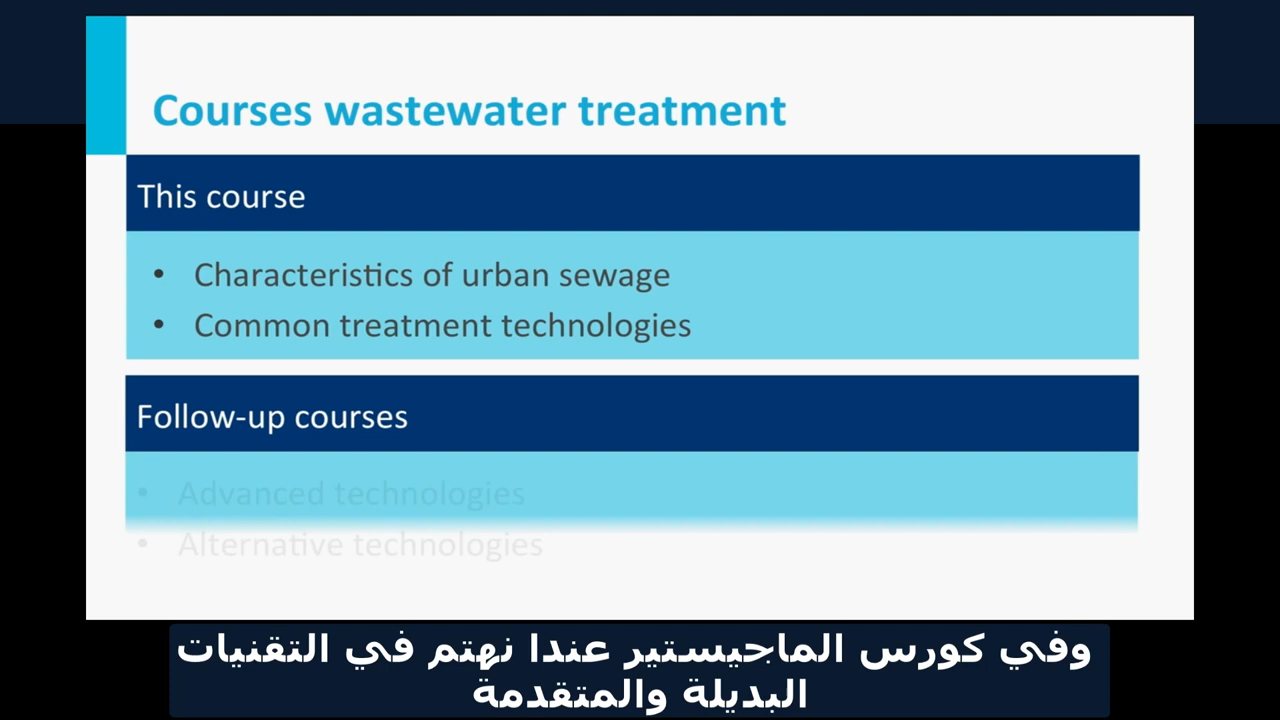 Courses wastewater treatment
This course
• Characteristics of urban sewage
• Common treatment technologies
Follow-up courses
• Advanced technologies
• Alternative technologies
وفي كورس الماجيستير عندا نهتم في التقنيات
البديلة والمتقدمة